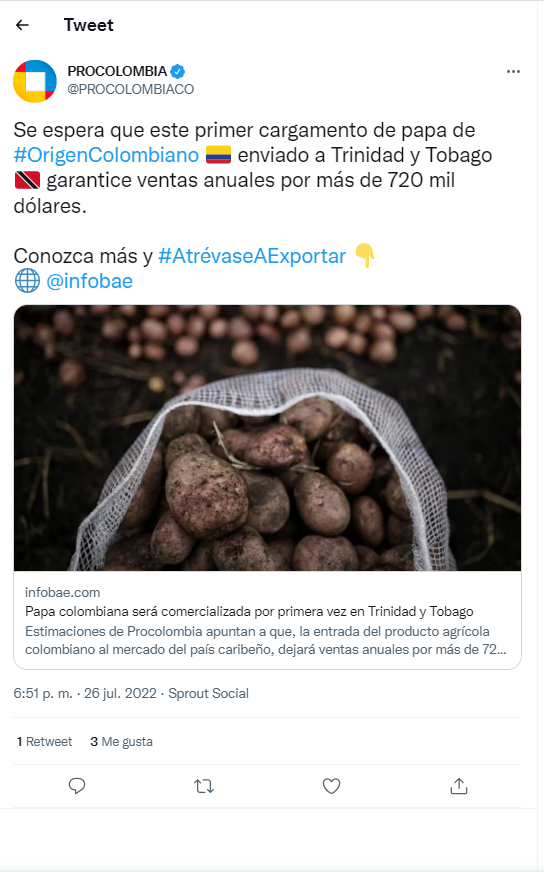 Tweet
PROCOLOMBIA
@PROCOLOMBIACO
Se espera que este primer cargamento de papa de
#OrigenColombiano 🇨🇴 enviado a Trinidad y Tobago
🇹🇹 garantice ventas anuales por más de 720 mil
dólares.
Conozca más y #AtrévaseAExportar 👇
🌐 @infobae
infobae.com
Papa colombiana será comercializada por primera vez en Trinidad y Tobago
Estimaciones de Procolombia apuntan a que, la entrada del producto agrícola
colombiano al mercado del país caribeño, dejará ventas anuales por más de 72...
6:51 p. m. · 26 jul. 2022 · Sprout Social
1 Retweet 3 Me gusta